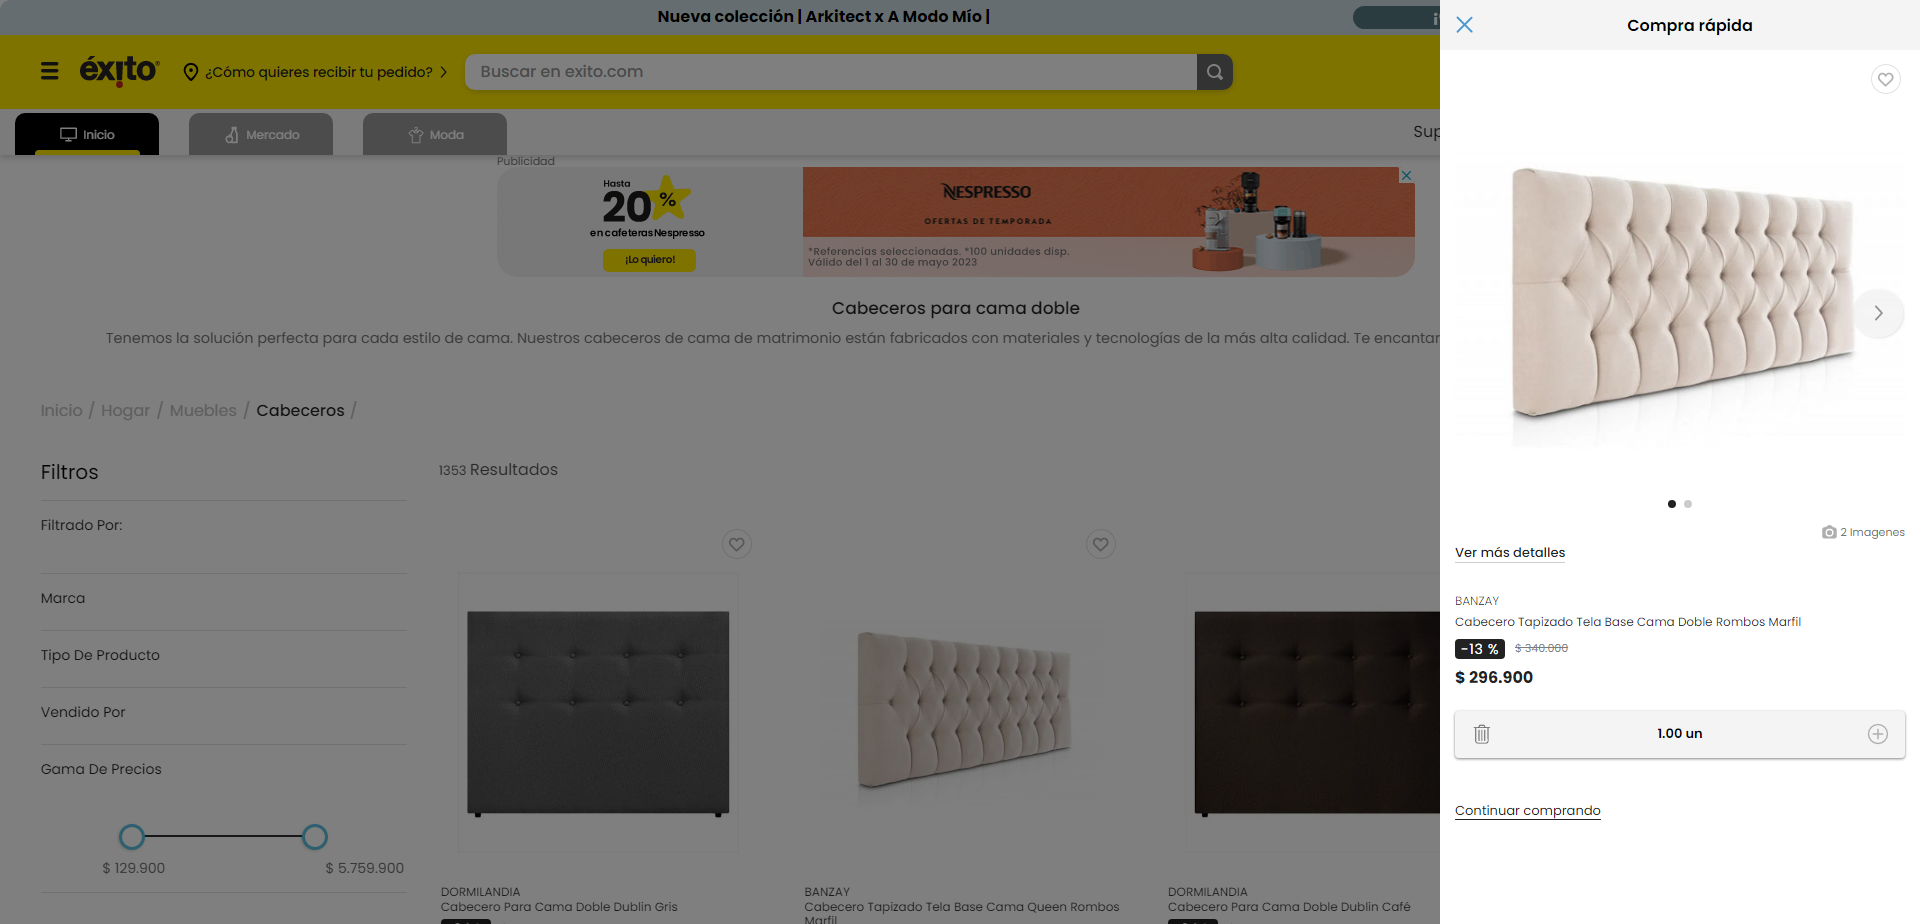 Nueva colección | Arkitect x A Modo Mío |
Compra rápida
éxito
¿Cómo quieres recibir tu pedido?
Buscar en exito.com
Inicio
Mercado
Moda
Sup
Publicidad
Hasta
20 %
en cafeteras Nespresso
¡Lo quiero!
NESPRESSO
OFERTAS DE TEMPORADA
*Referencias seleccionadas. *100 unidades disp.
Válido del 1 al 30 de mayo 2023
Cabeceros para cama doble
Tenemos la solución perfecta para cada estilo de cama. Nuestros cabeceros de cama de matrimonio están fabricados con materiales y tecnologías de la más alta calidad. Te encantar
Inicio / Hogar / Muebles / Cabeceros /
Filtros
1353 Resultados
Filtrado Por:
Marca
Tipo De Producto
Vendido Por
Gama De Precios
$ 129.900
$ 5.759.900
DORMILANDIA
Cabecero Para Cama Doble Dublin Gris
BANZAY
Cabecero Tapizado Tela Base Cama Queen Rombos
Marfil
DORMILANDIA
Cabecero Para Cama Doble Dublin Café
2 Imagenes
Ver más detalles
BANZAY
Cabecero Tapizado Tela Base Cama Doble Rombos Marfil
-13 % $ 340.000
$ 296.900
1.00 un
Continuar comprando